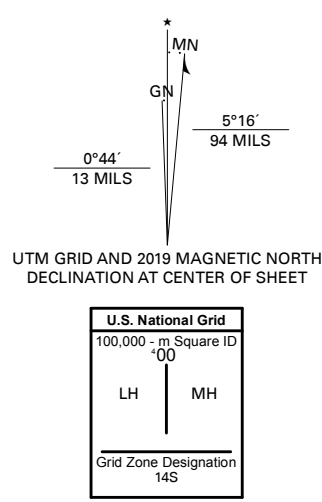 ★
MN
GN
5°16´
94 MILS
0°44´
13 MILS
UTM GRID AND 2019 MAGNETIC NORTH
DECLINATION AT CENTER OF SHEET
U.S. National Grid
100,000 - m Square ID
⁴00
LH MH
Grid Zone Designation
14S